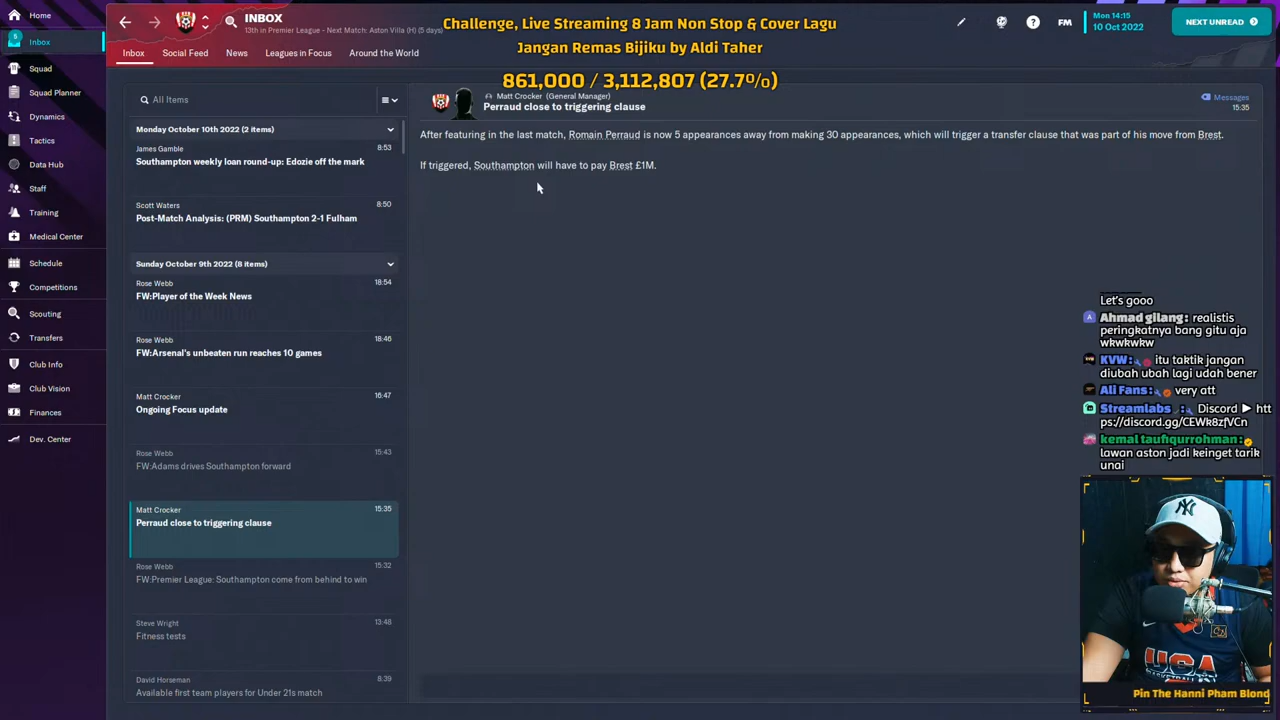 Challenge, Live Streaming 8 Jam Non Stop & Cover Lagu
Jangan Remas Bijiku by Aldi Taher
861,000 / 3,112,807 (27.7%)
INBOX
13th in Premier League - Next Match: Aston Villa (H) (5 days)
FM
Mon 14:15
10 Oct 2022
NEXT UNREAD
Inbox
Social Feed
News
Leagues in Focus
Around the World
Home
5
Inbox
Squad
Squad Planner
Dynamics
Tactics
Data Hub
Staff
Training
Medical Center
Schedule
Competitions
Scouting
Transfers
Club Info
Club Vision
Finances
Dev. Center
All Items
Monday October 10th 2022 (2 items)
James Gamble
8:53
Southampton weekly loan round-up: Edozie off the mark
Scott Waters
8:50
Post-Match Analysis: (PRM) Southampton 2-1 Fulham
Sunday October 9th 2022 (8 items)
Rose Webb
18:54
FW:Player of the Week News
Rose Webb
18:46
FW:Arsenal's unbeaten run reaches 10 games
Matt Crocker
16:47
Ongoing Focus update
Rose Webb
15:43
FW:Adams drives Southampton forward
Matt Crocker
15:35
Perraud close to triggering clause
Rose Webb
15:32
FW:Premier League: Southampton come from behind to win
Steve Wright
13:48
Fitness tests
David Horseman
8:39
Available first team players for Under 21s match
Matt Crocker (General Manager)
Perraud close to triggering clause
Messages
15:35
After featuring in the last match, Romain Perraud is now 5 appearances away from making 30 appearances, which will trigger a transfer clause that was part of his move from Brest.
If triggered, Southampton will have to pay Brest £1M.
Let's gooo
Ahmad gilang: realistis
peringkatnya bang gitu aja
wkwkwkw
KVW: itu taktik jangan
diubah ubah lagi udah bener
Ali Fans: very att
Streamlabs: Discord ► htt
ps://discord.gg/CEWk8zfVCn
kemal taufiqurrohman:
lawan aston jadi keinget tarik
unai
USA
BASKETBALL
Pin The Hanni Pham Blond